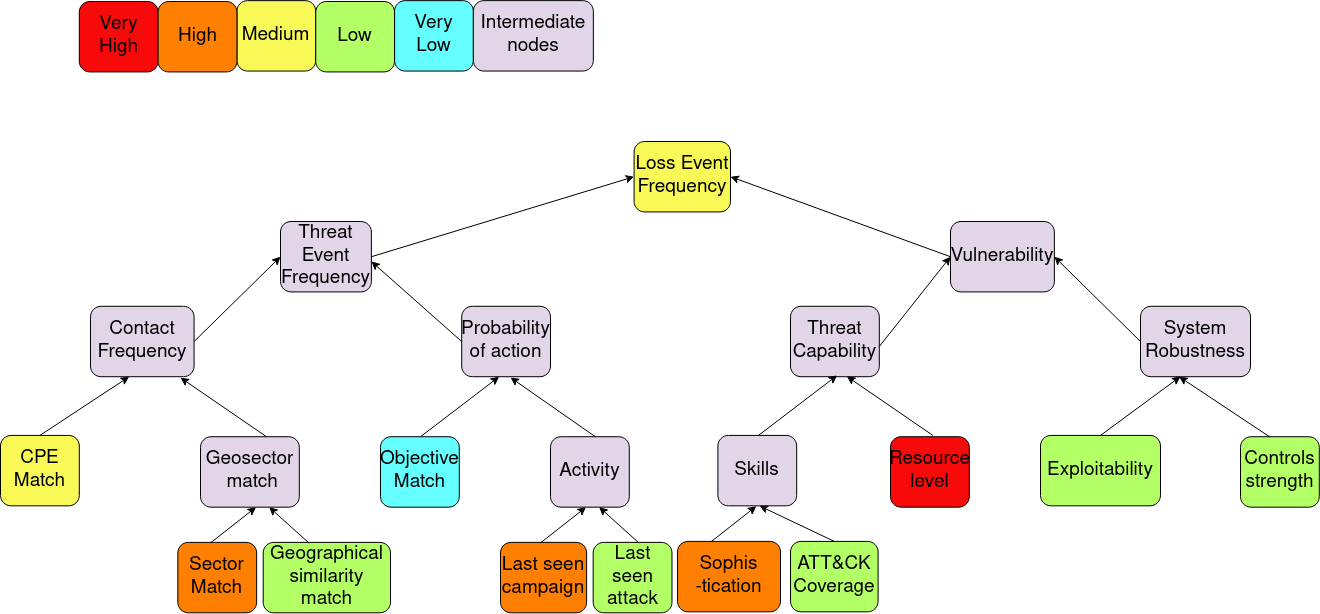 Very
High
High
Medium
Low
Very
Low
Intermediate
nodes
Loss Event
Frequency
Threat
Event
Frequency
Vulnerability
Contact
Frequency
Probability
of action
Threat
Capability
System
Robustness
CPE
Match
Geosector
match
Objective
Match
Activity
Skills
Resource
level
Exploitability
Controls
strength
Sector
Match
Geographical
similarity
match
Last seen
campaign
Last
seen
attack
Sophis
-tication
ATT&CK
Coverage